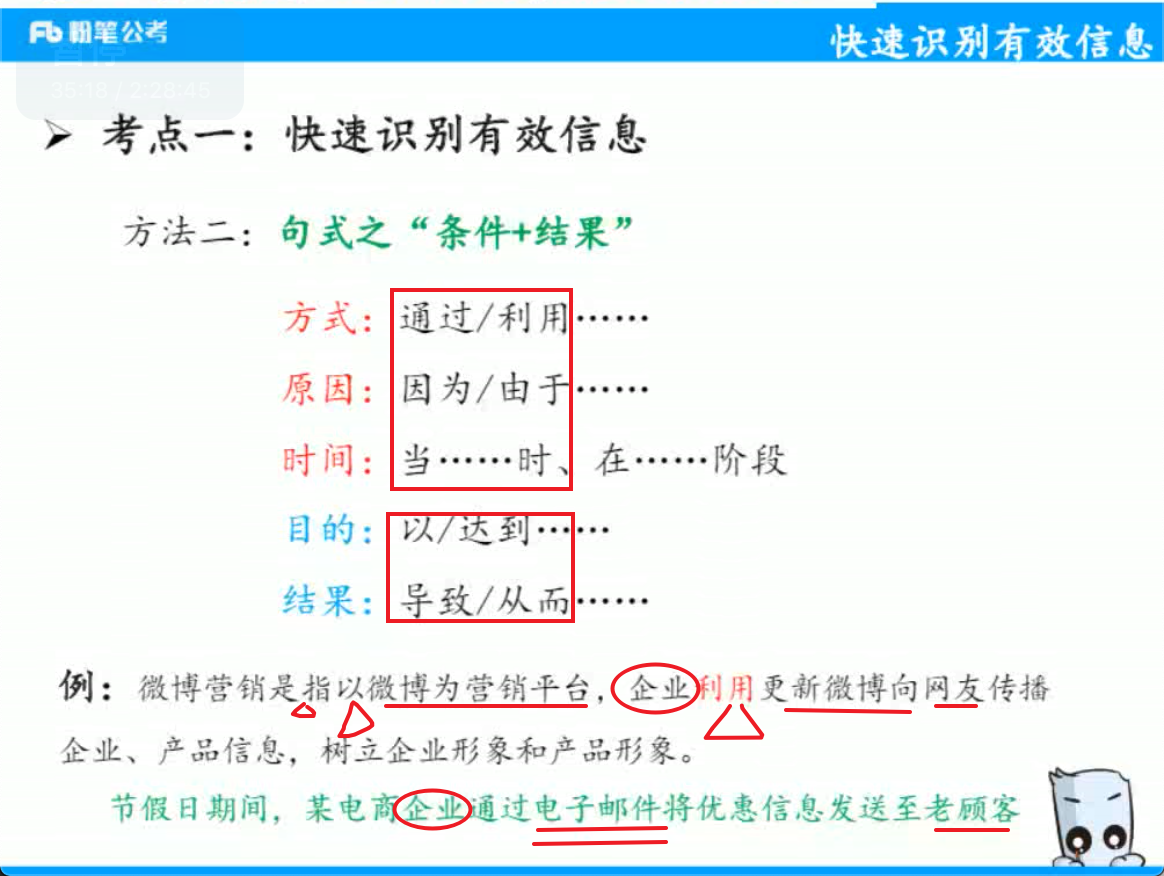 Fb 粉笔公考
快速识别有效信息
暂停
35:18 / 2:28:45
➢ 考点一：快速识别有效信息
方法二：句式之“条件+结果”
方式：通过/利用……
原因：因为/由于……
时间：当……时、在……阶段
目的：以/达到……
结果：导致/从而……
例：微博营销是指以微博为营销平台，企业利用更新微博向网友传播
企业、产品信息，树立企业形象和产品形象。
节假日期间，某电商企业通过电子邮件将优惠信息发送至老顾客